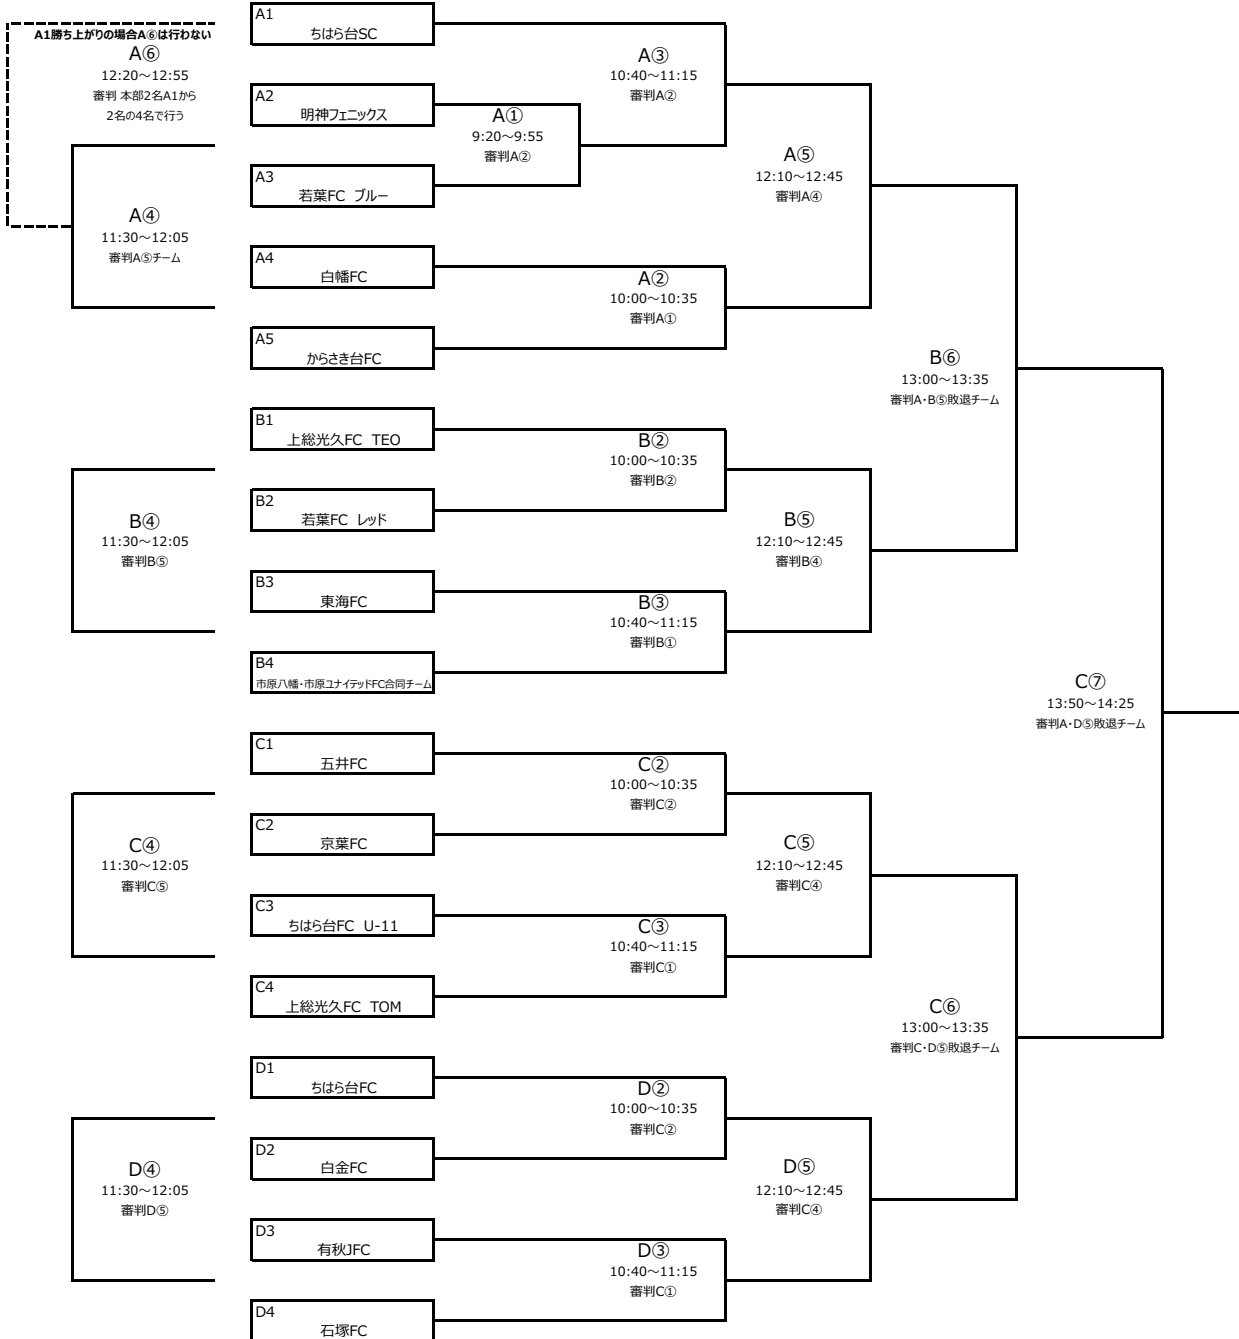 A1勝ち上がりの場合A⑥は行わない
A⑥
12:20～12:55
審判 本部2名A1から
2名の4名で行う
A④
11:30～12:05
審判A⑤チーム
B④
11:30～12:05
審判B⑤
C④
11:30～12:05
審判C⑤
D④
11:30～12:05
審判D⑤
A1
ちはら台SC
A2
明神フェニックス
A3
若葉FC ブルー
A4
白幡FC
A5
からさき台FC
B1
上総光久FC TEO
B2
若葉FC レッド
B3
東海FC
B4
市原八幡・市原ユナイテッドFC合同チーム
C1
五井FC
C2
京葉FC
C3
ちはら台FC U-11
C4
上総光久FC TOM
D1
ちはら台FC
D2
白金FC
D3
有秋JFC
D4
石塚FC
A①
9:20～9:55
審判A②
A③
10:40～11:15
審判A②
A②
10:00～10:35
審判A①
B②
10:00～10:35
審判B②
B③
10:40～11:15
審判B①
C②
10:00～10:35
審判C②
C③
10:40～11:15
審判C①
D②
10:00～10:35
審判C②
D③
10:40～11:15
審判C①
A⑤
12:10～12:45
審判A④
B⑤
12:10～12:45
審判B④
C⑤
12:10～12:45
審判C④
D⑤
12:10～12:45
審判C④
B⑥
13:00～13:35
審判A・B⑤敗退チーム
C⑥
13:00～13:35
審判C・D⑤敗退チーム
C⑦
13:50～14:25
審判A・D⑤敗退チーム